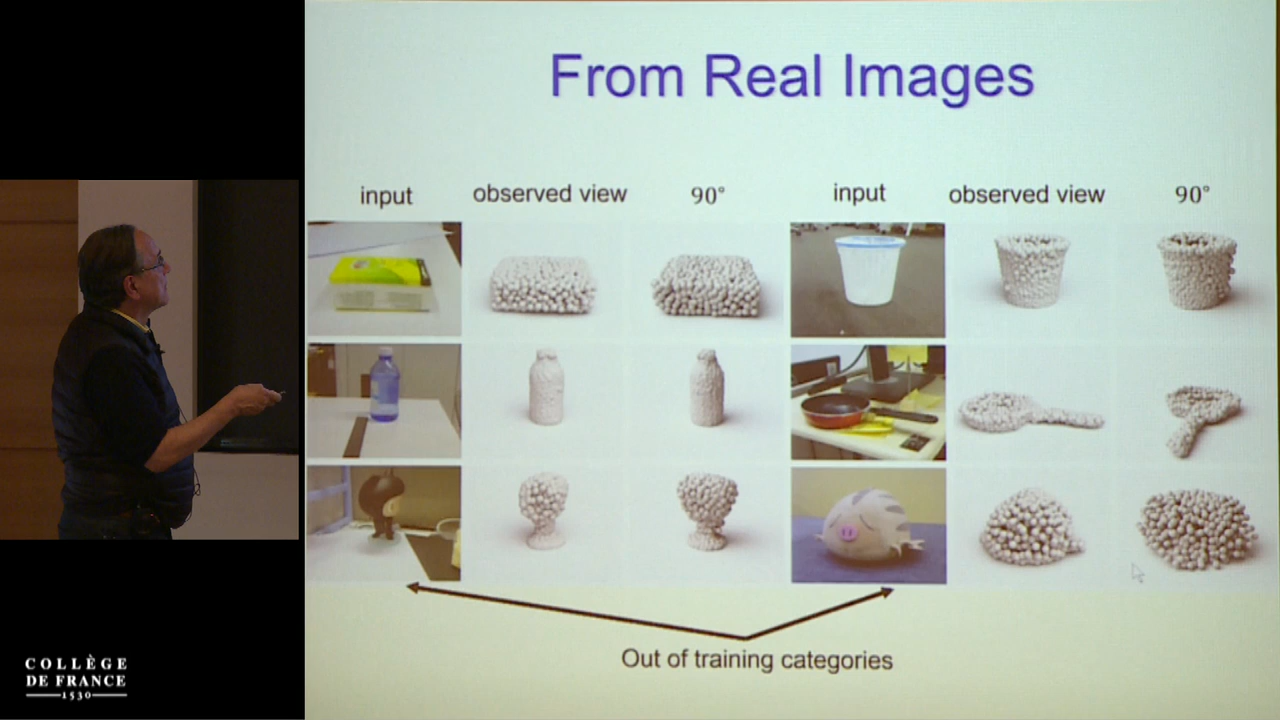 From Real Images
input observed view 90° input observed view 90°
Out of training categories
COLLÈGE
DE FRANCE
1530